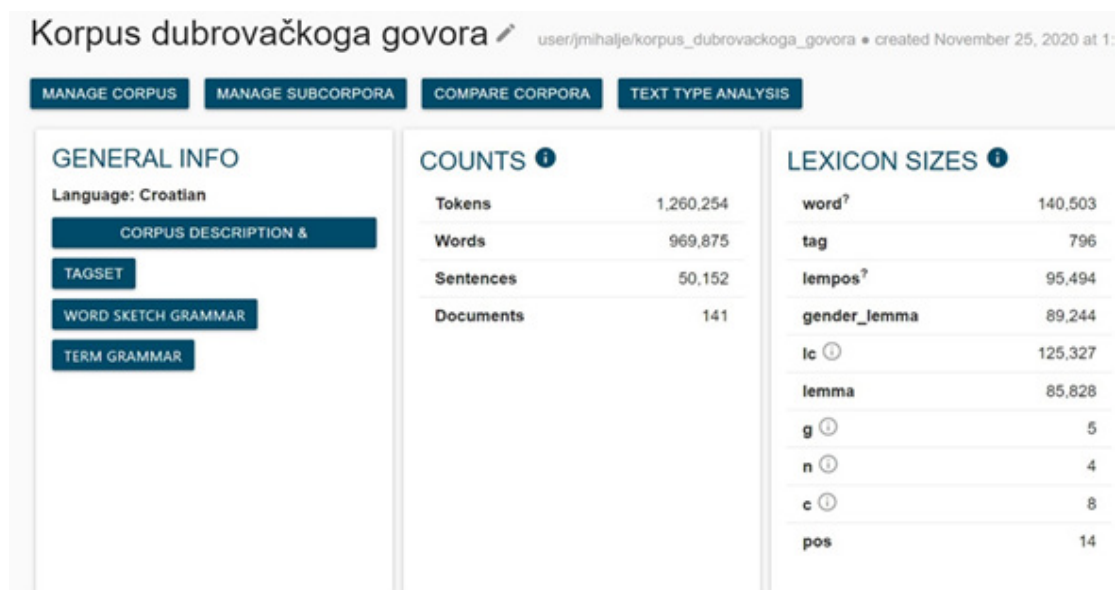 Korpus dubrovačkoga govora user/jmihalje/korpus_dubrovackoga_govora • created November 25, 2020 at 1:
MANAGE CORPUS MANAGE SUBCORPORA COMPARE CORPORA TEXT TYPE ANALYSIS
GENERAL INFO
Language: Croatian
CORPUS DESCRIPTION &
TAGSET
WORD SKETCH GRAMMAR
TERM GRAMMAR
COUNTS
Tokens 1,260,254
Words 969,875
Sentences 50,152
Documents 141
LEXICON SIZES
word? 140,503
tag 796
lempos? 95,494
gender_lemma 89,244
lc 125,327
lemma 85,828
g 5
n 4
c 8
pos 14